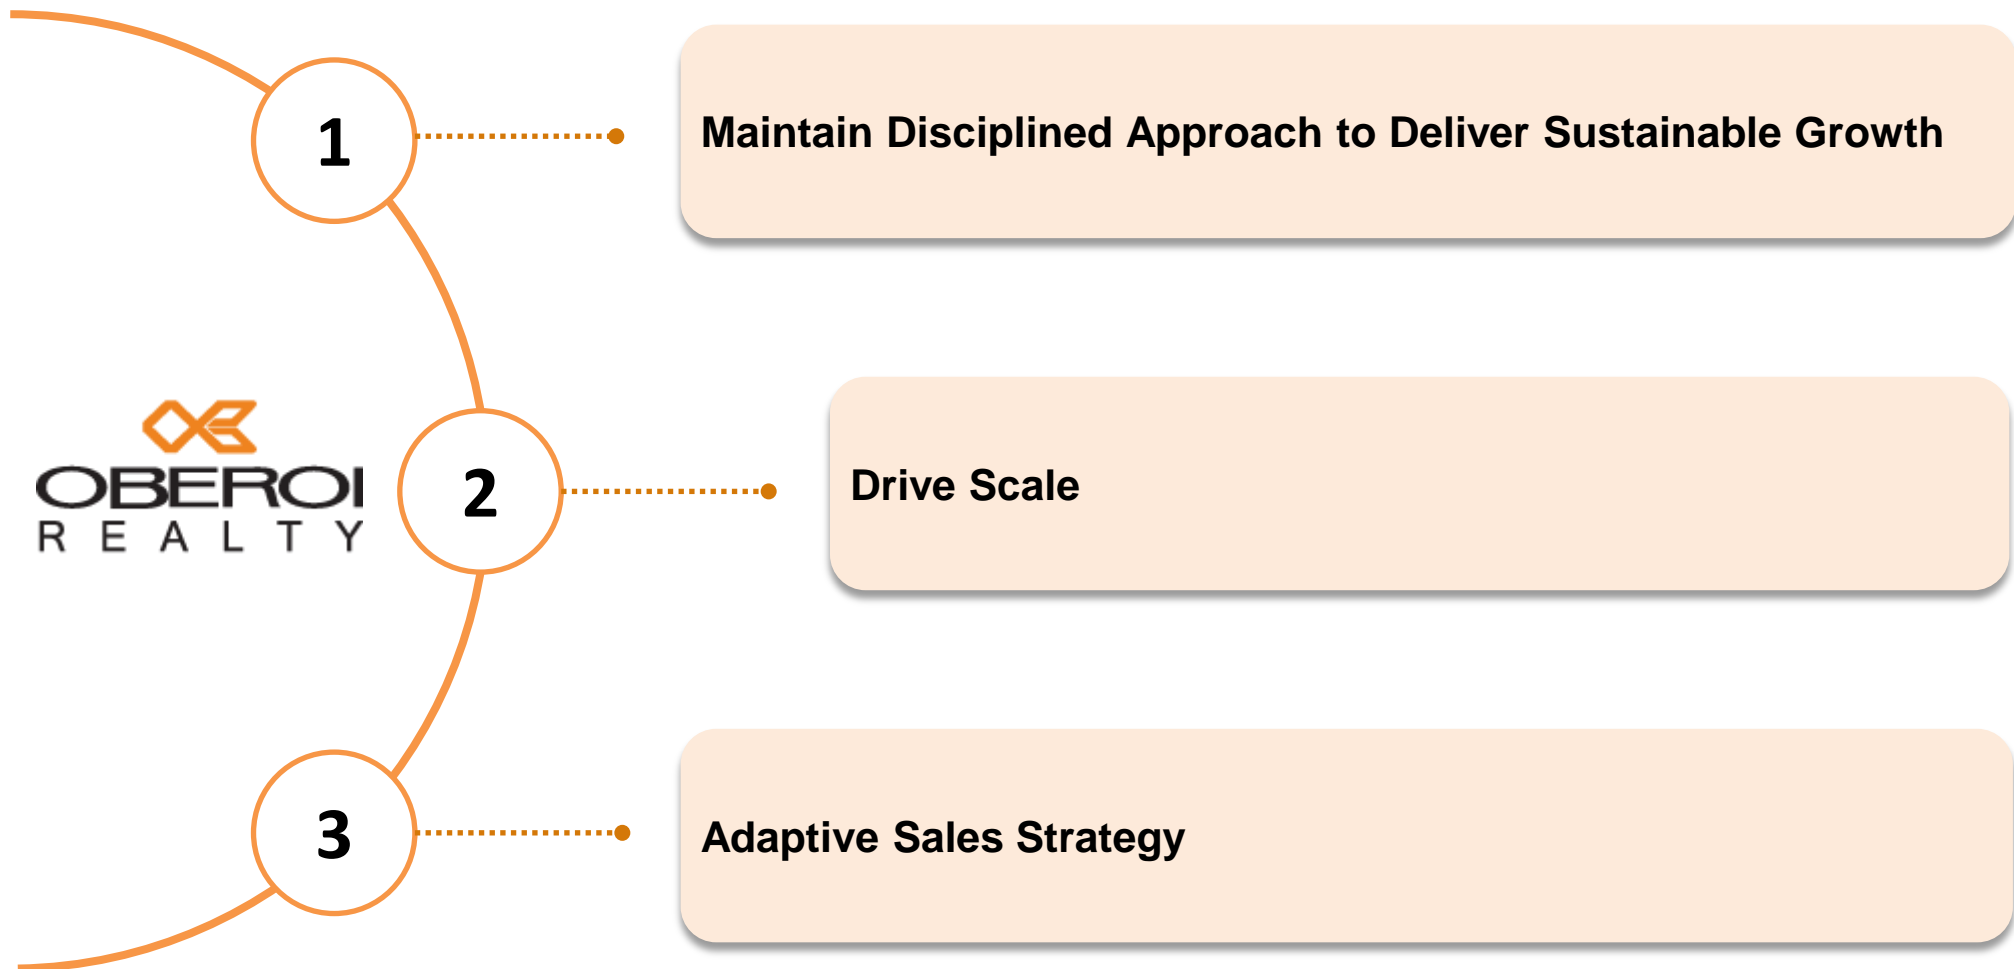 1
Maintain Disciplined Approach to Deliver Sustainable Growth
OBEROI
REALTY
2
Drive Scale
3
Adaptive Sales Strategy